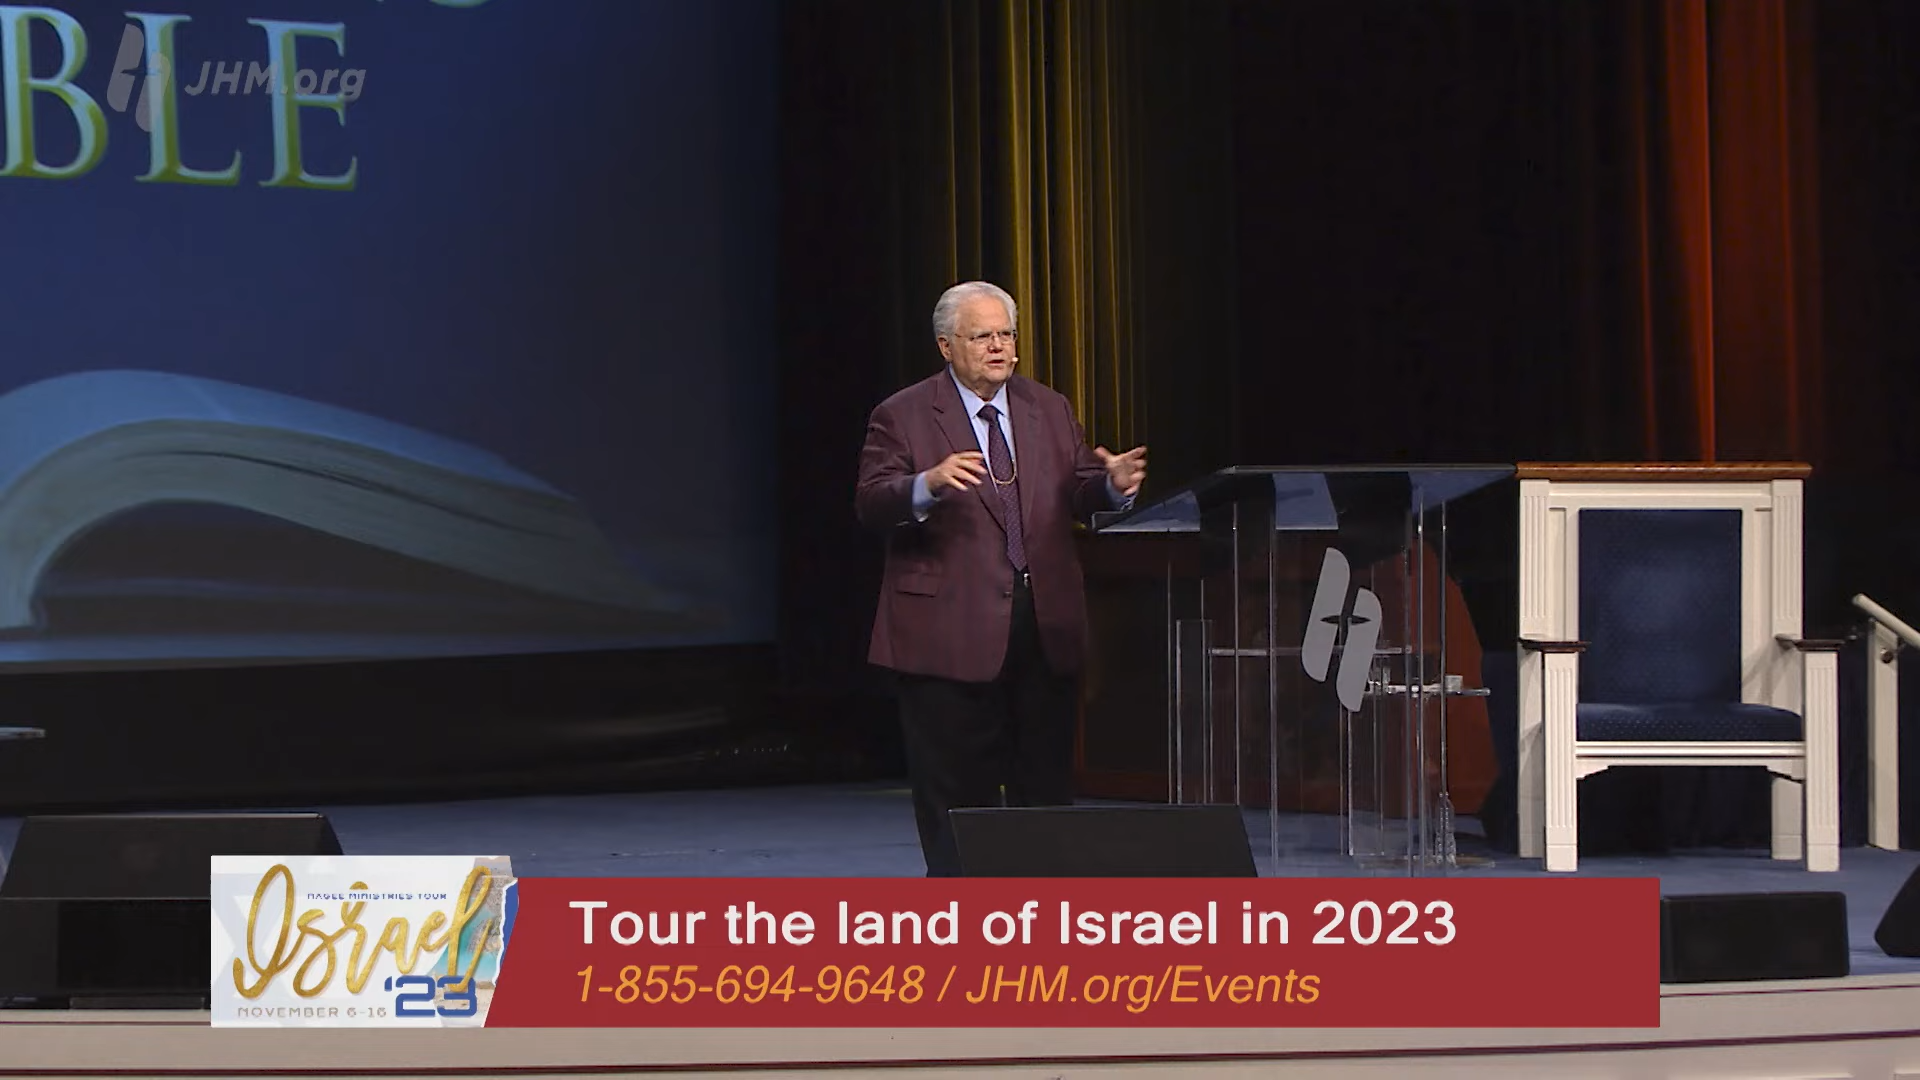 BLE
JHM.org
HAGEE MINISTRIES TOUR
Israel
'23
NOVEMBER 6-16
Tour the land of Israel in 2023
1-855-694-9648 / JHM.org/Events